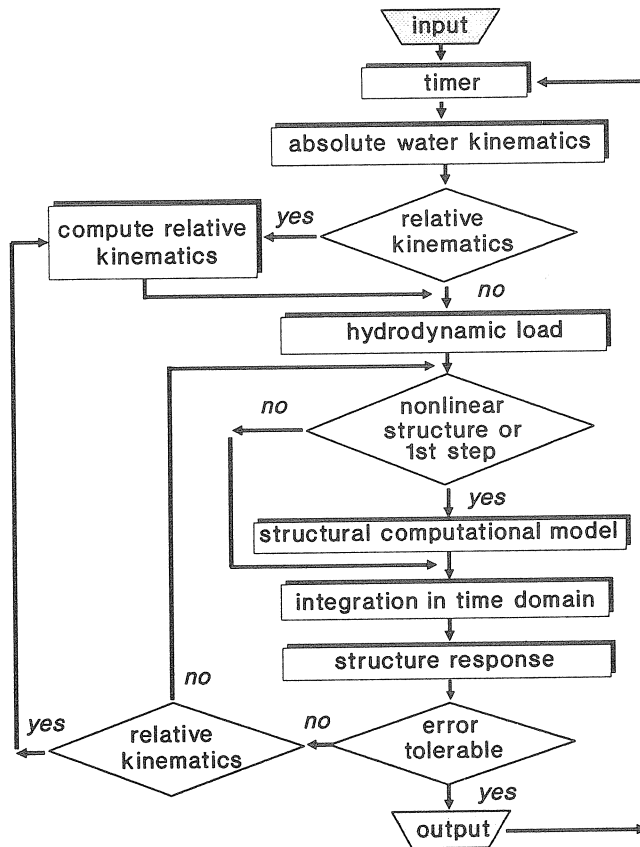 input
timer
absolute water kinematics
yes
relative
kinematics
compute relative
kinematics
no
hydrodynamic load
no
nonlinear
structure or
1st step
yes
structural computational model
integration in time domain
structure response
no
yes
relative
kinematics
no
error
tolerable
yes
output